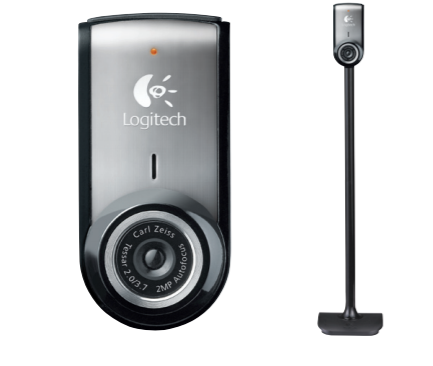 Logitech
Carl Zeiss
Tessar 2.0/3.7
2MP Autofocus